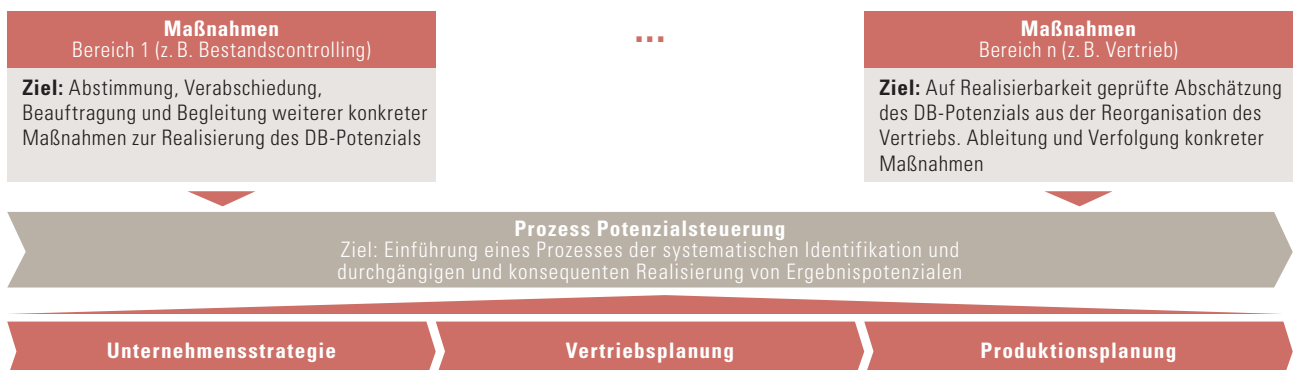 Maßnahmen
Bereich 1 (z. B. Bestandscontrolling)
Ziel: Abstimmung, Verabschiedung,
Beauftragung und Begleitung weiterer konkreter
Maßnahmen zur Realisierung des DB-Potenzials
...
Maßnahmen
Bereich n (z. B. Vertrieb)
Ziel: Auf Realisierbarkeit geprüfte Abschätzung
des DB-Potenzials aus der Reorganisation des
Vertriebs. Ableitung und Verfolgung konkreter
Maßnahmen
Prozess Potenzialsteuerung
Ziel: Einführung eines Prozesses der systematischen Identifikation und
durchgängigen und konsequenten Realisierung von Ergebnispotenzialen
Unternehmensstrategie
Vertriebsplanung
Produktionsplanung